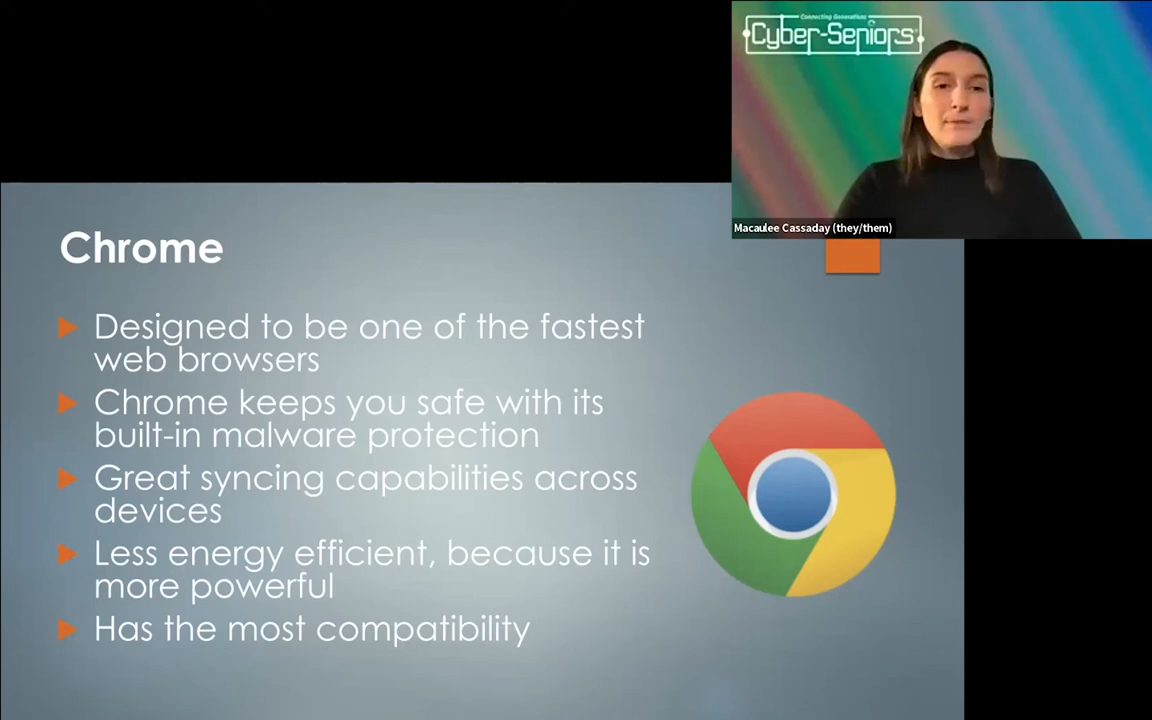 Connecting Generations
Cyber-Seniors
Macaulee Cassaday (they/them)
Chrome
Designed to be one of the fastest
web browsers
Chrome keeps you safe with its
built-in malware protection
Great syncing capabilities across
devices
Less energy efficient, because it is
more powerful
Has the most compatibility